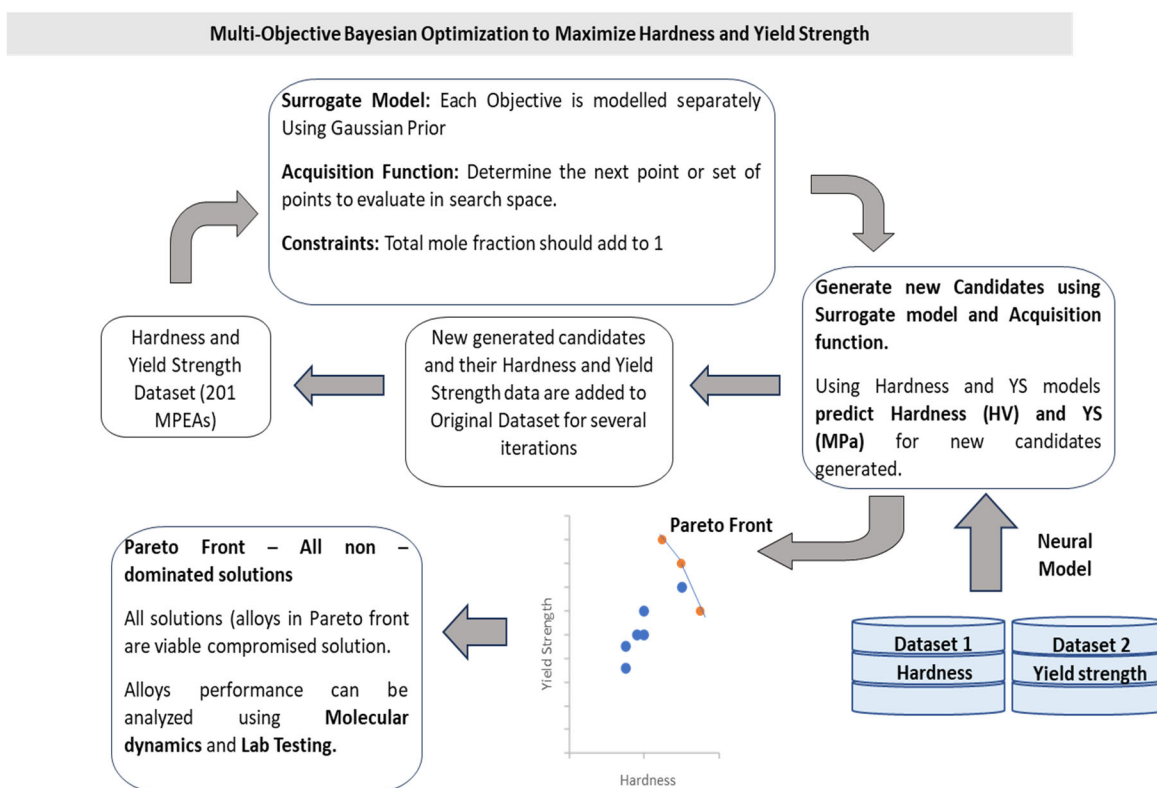 Multi-Objective Bayesian Optimization to Maximize Hardness and Yield Strength
Surrogate Model: Each Objective is modelled separately
Using Gaussian Prior
Acquisition Function: Determine the next point or set of
points to evaluate in search space.
Constraints: Total mole fraction should add to 1
Generate new Candidates using
Surrogate model and Acquisition
function.
Using Hardness and YS models
predict Hardness (HV) and YS
(MPa) for new candidates
generated.
New generated candidates
and their Hardness and Yield
Strength data are added to
Original Dataset for several
iterations
Hardness and
Yield Strength
Dataset (201
MPEAs)
Neural
Model
Dataset 1
Hardness
Dataset 2
Yield strength
Pareto Front
Yield Strength
Hardness
Pareto Front – All non –
dominated solutions
All solutions (alloys in Pareto front
are viable compromised solution.
Alloys performance can be
analyzed using Molecular
dynamics and Lab Testing.